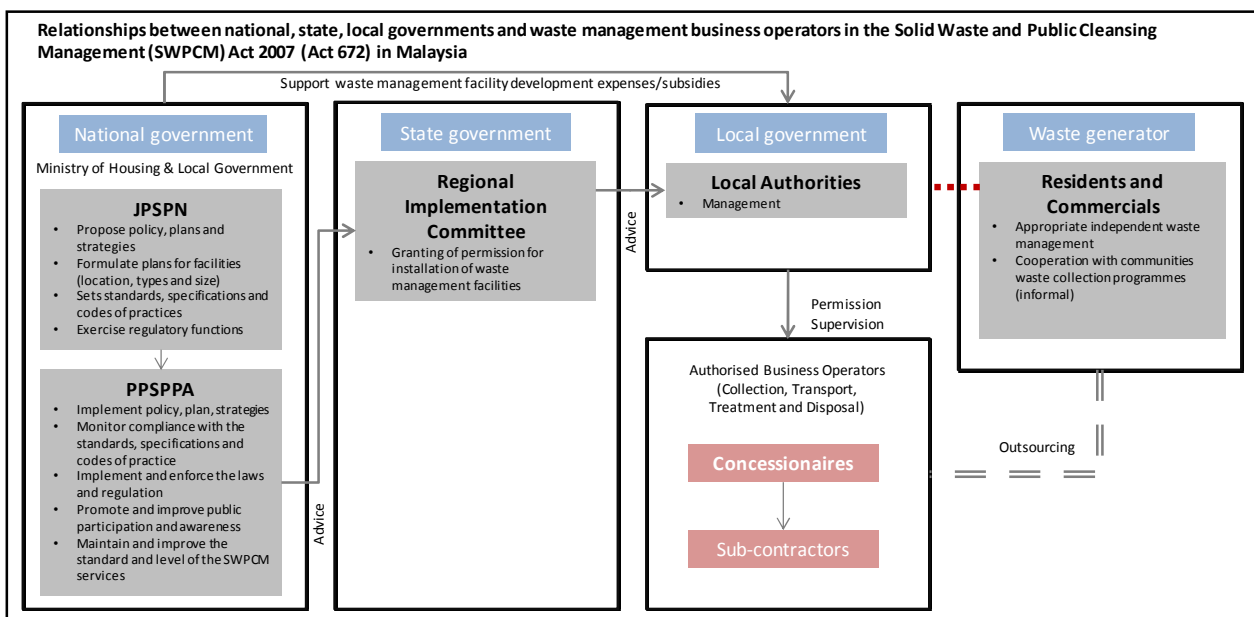 Relationships between national, state, local governments and waste management business operators in the Solid Waste and Public Cleansing
Management (SWPCM) Act 2007 (Act 672) in Malaysia
Support waste management facility development expenses/subsidies
National government
Ministry of Housing & Local Government
JPSPN
• Propose policy, plans and
strategies
• Formulate plans for facilities
(location, types and size)
• Sets standards, specifications and
codes of practices
• Exercise regulatory functions
PPSPPA
• Implement policy, plan, strategies
• Monitor compliance with the
standards, specifications and
codes of practice
• Implement and enforce the laws
and regulation
• Promote and improve public
participation and awareness
• Maintain and improve the
standard and level of the SWPCM
services
Advice
State government
Regional
Implementation
Committee
• Granting of permission for
installation of waste
management facilities
Advice
Local government
Local Authorities
• Management
Permission
Supervision
Authorised Business Operators
(Collection, Transport,
Treatment and Disposal)
Concessionaires
Sub-contractors
Waste generator
Residents and
Commercials
• Appropriate independent waste
management
• Cooperation with communities
waste collection programmes
(informal)
Outsourcing